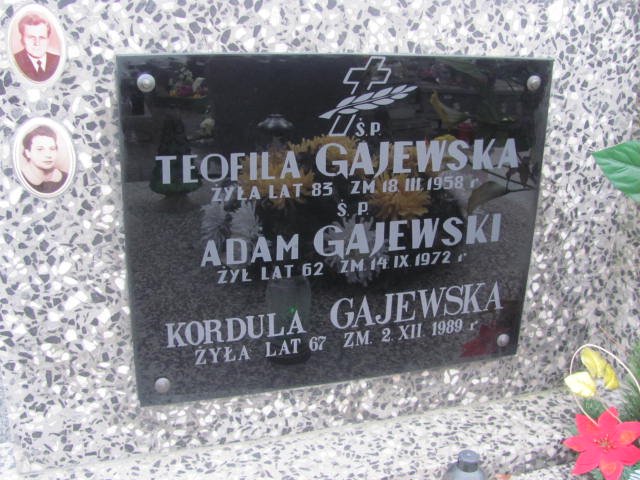 Ś.P.
TEOFILA GAJEWSKA
ŻYŁA LAT 83 ZM 18 III 1958 r
Ś.P.
ADAM GAJEWSKI
ŻYŁ LAT 62 ZM 14 IX 1972 r
KORDULA GAJEWSKA
ŻYŁA LAT 67 ZM. 2. XII 1989 r